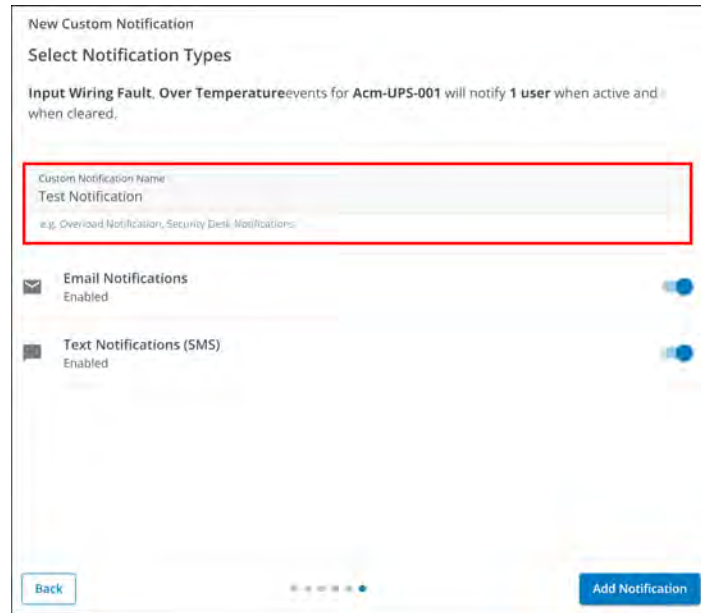 New Custom Notification
Select Notification Types
Input Wiring Fault, Over Temperatureevents for Acm-UPS-001 will notify 1 user when active and
when cleared.
Custom Notification Name
Test Notification
e.g. Overload Notification, Security Desk Notifications
Email Notifications
Enabled
Text Notifications (SMS)
Enabled
Back
Add Notification